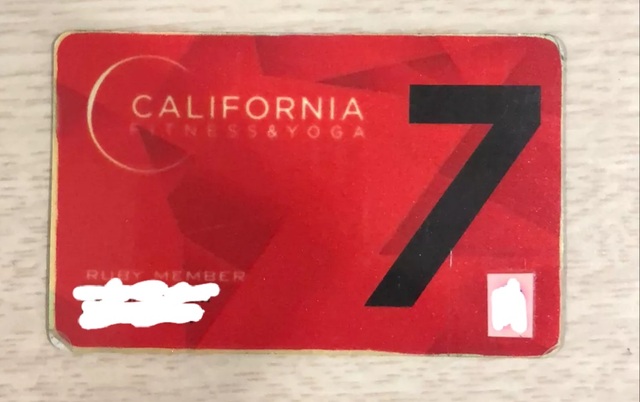 CALIFORNIA
FITNESS & YOGA
7
RUBY MEMBER